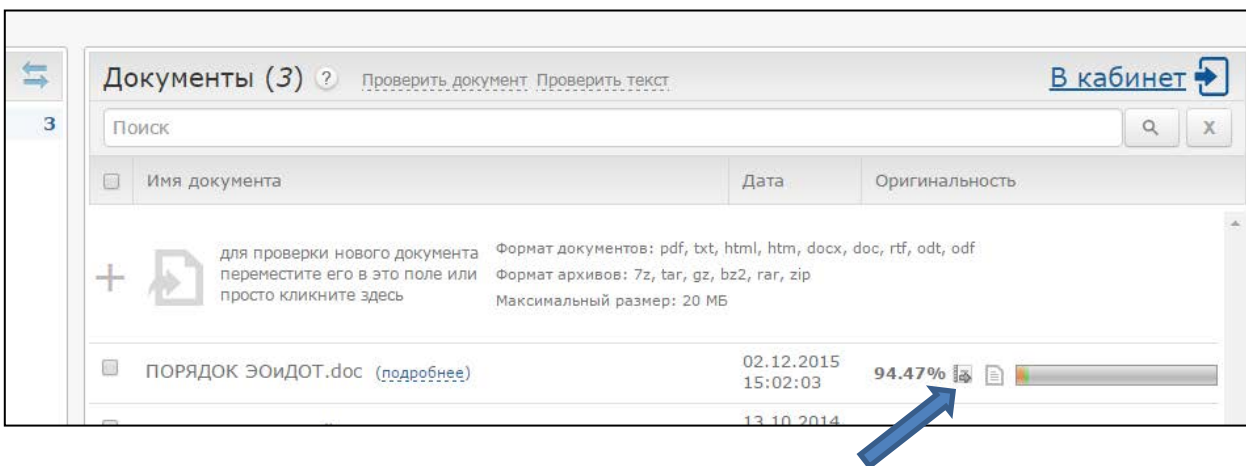 Документы (3) ? Проверить документ Проверить текст В кабинет
3
Поиск X
Имя документа Дата Оригинальность
для проверки нового документа
переместите его в это поле или
просто кликните здесь
Формат документов: pdf, txt, html, htm, docx, doc, rtf, odt, odf
Формат архивов: 7z, tar, gz, bz2, rar, zip
Максимальный размер: 20 МБ
ПОРЯДОК ЭОиДОТ.doc (подробнее)
02.12.2015
15:02:03
94.47%
13.10.2014